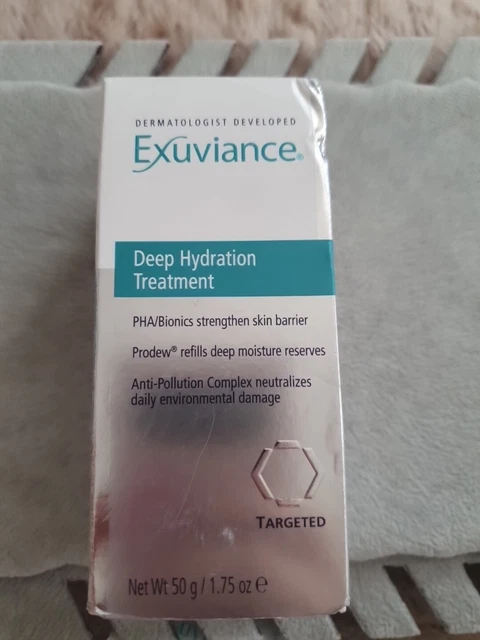 DERMATOLOGIST DEVELOPED
Exuviance®
Deep Hydration
Treatment
PHA/Bionics strengthen skin barrier
Prodew® refills deep moisture reserves
Anti-Pollution Complex neutralizes
daily environmental damage
TARGETED
Net Wt 50 g / 1.75 oz e